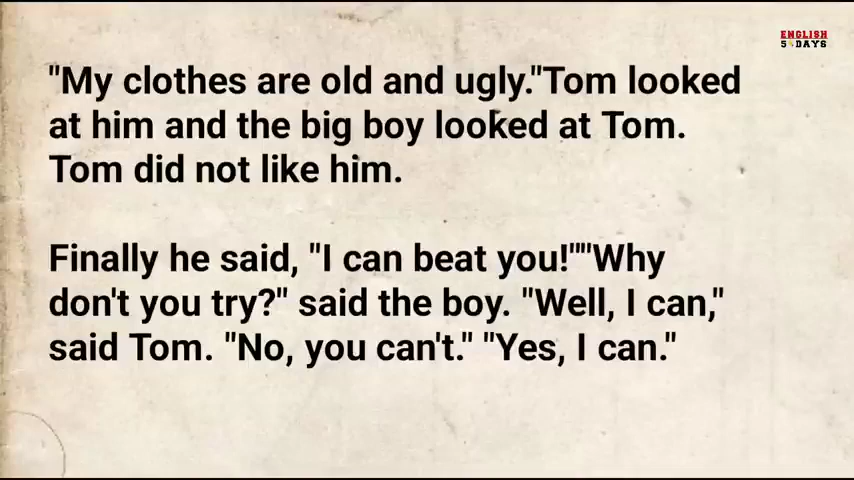 ENGLISH
5 DAYS
"My clothes are old and ugly."Tom looked
at him and the big boy looked at Tom.
Tom did not like him.
Finally he said, "I can beat you!""Why
don't you try?" said the boy. "Well, I can,"
said Tom. "No, you can't." "Yes, I can."